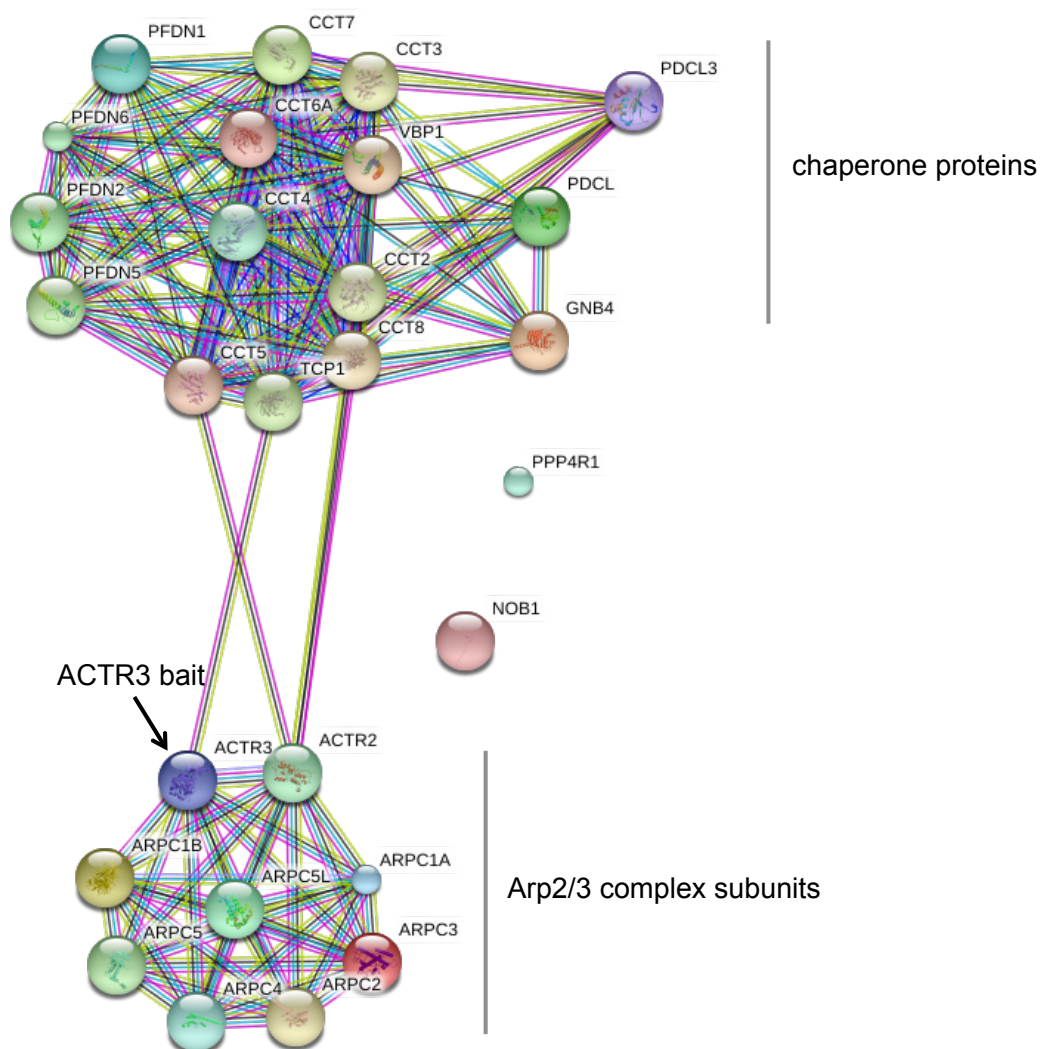 PFDN1
CCT7
CCT3
PDCL3
CCT6A
PFDN6
VBP1
chaperone proteins
PFDN2
CCT4
PDCL
PFDN5
CCT2
GNB4
CCT8
CCT5
TCP1
PPP4R1
NOB1
ACTR3 bait
ACTR3
ACTR2
ARPC1B
ARPC1A
ARPC5L
Arp2/3 complex subunits
ARPC5
ARPC3
ARPC4
ARPC2